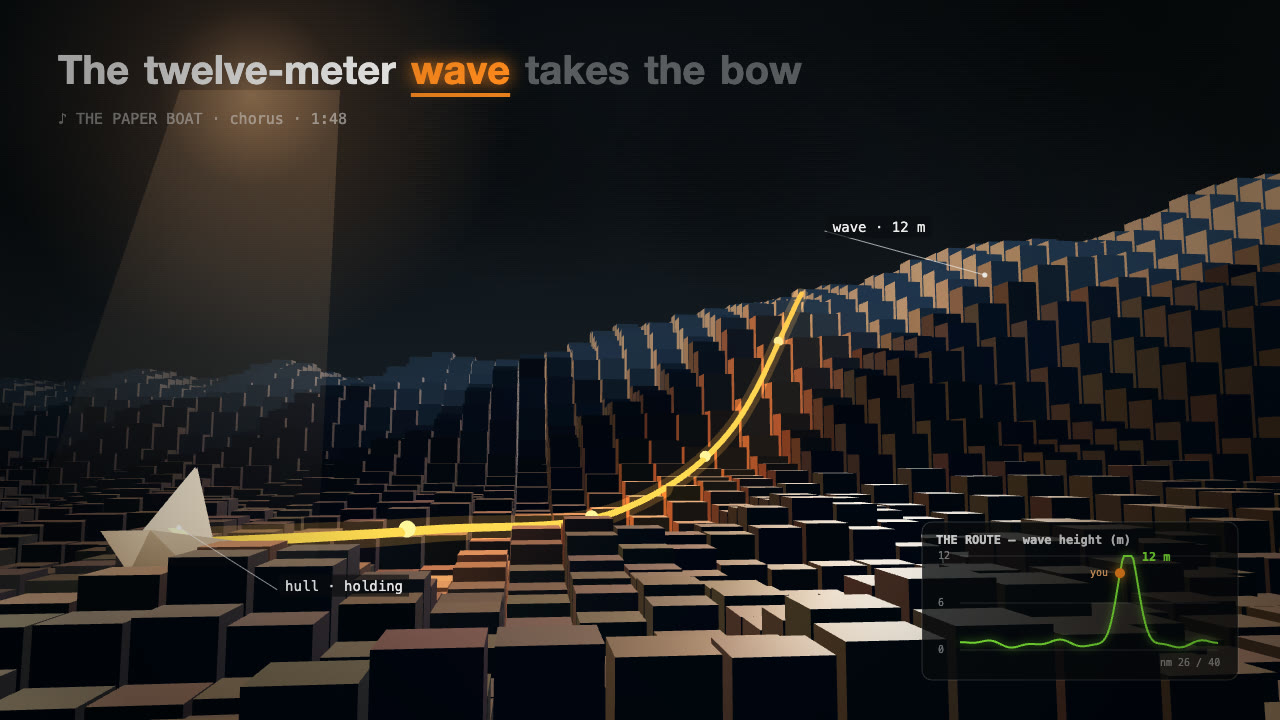 The twelve-meter wave takes the bow
♪ THE PAPER BOAT · chorus · 1:48
wave · 12 m
hull · holding
THE ROUTE — wave height (m)
12
12 m
you
6
0
nm 26 / 40